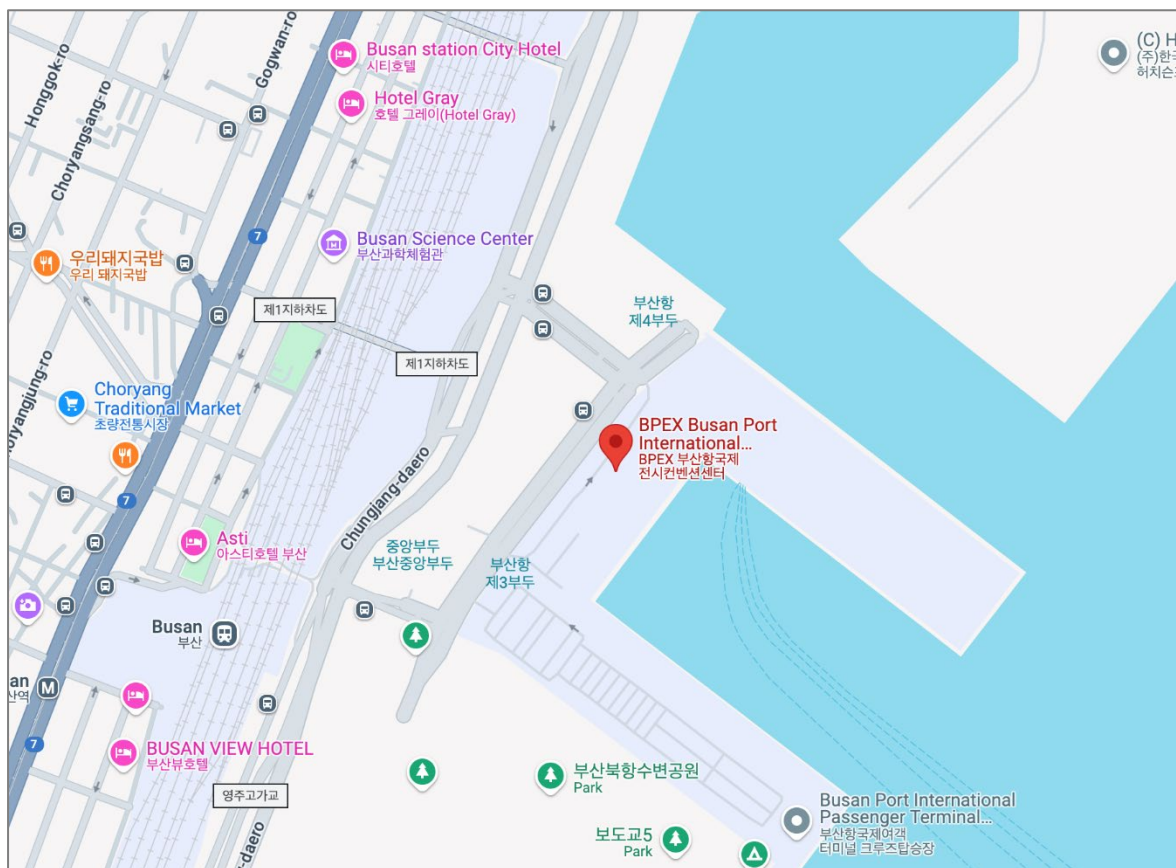 Honggok-ro
Gogwan-ro
Choryangsang-ro
Busan station City Hotel
시티호텔
Hotel Gray
호텔 그레이(Hotel Gray)
(C) H
(주)한국
허치슨
7
Busan Science Center
부산과학체험관
우리돼지국밥
우리 돼지국밥
제1지하차도
부산항
제4부두
제1지하차도
Choryang
Traditional Market
초량전통시장
BPEX Busan Port
International...
BPEX 부산항국제
전시컨벤션센터
7
Chungjang-daero
Asti
아스티호텔 부산
중앙부두
부산중앙부두
부산항
제3부두
Busan
부산
an
산역
M
7
BUSAN VIEW HOTEL
부산뷰호텔
영주고가교
부산북항수변공원
Park
보도교5
Park
Busan Port International
Passenger Terminal...
부산항국제여객
터미널 크루즈탑승장